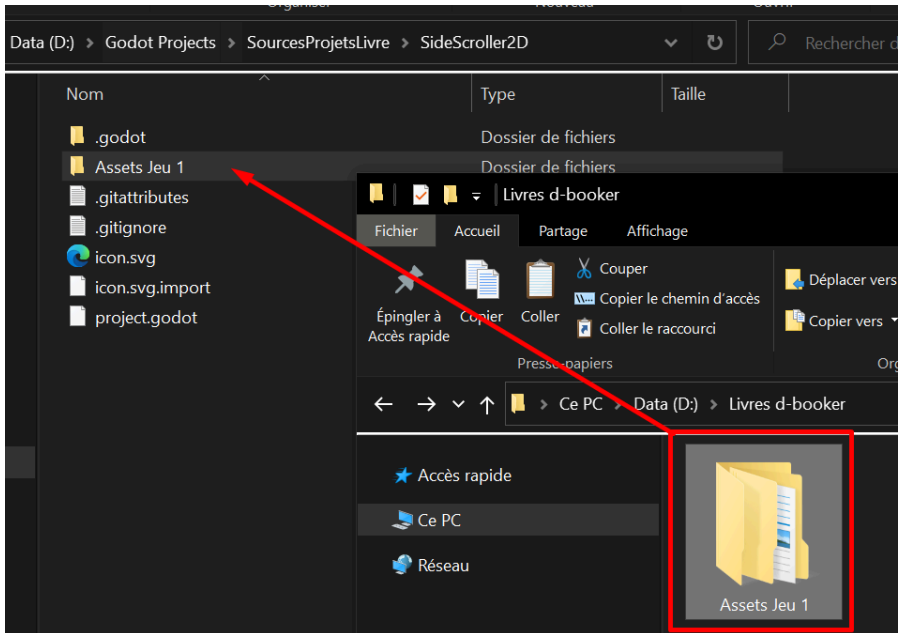 Data (D:) > Godot Projects > SourcesProjetsLivre > SideScroller2D
Rechercher d
Nom Type Taille
.godot Dossier de fichiers
Assets Jeu 1 Dossier de fichiers
.gitattributes
.gitignore
icon.svg
icon.svg.import
project.godot
Livres d-booker
Fichier Accueil Partage Affichage
Épingler à
Accès rapide
Copier
Coller
Couper
Copier le chemin d'accès
Coller le raccourci
Déplacer vers
Copier vers
Presse-papiers
Org
Ce PC > Data (D:) > Livres d-booker
Accès rapide
Ce PC
Réseau
Assets Jeu 1